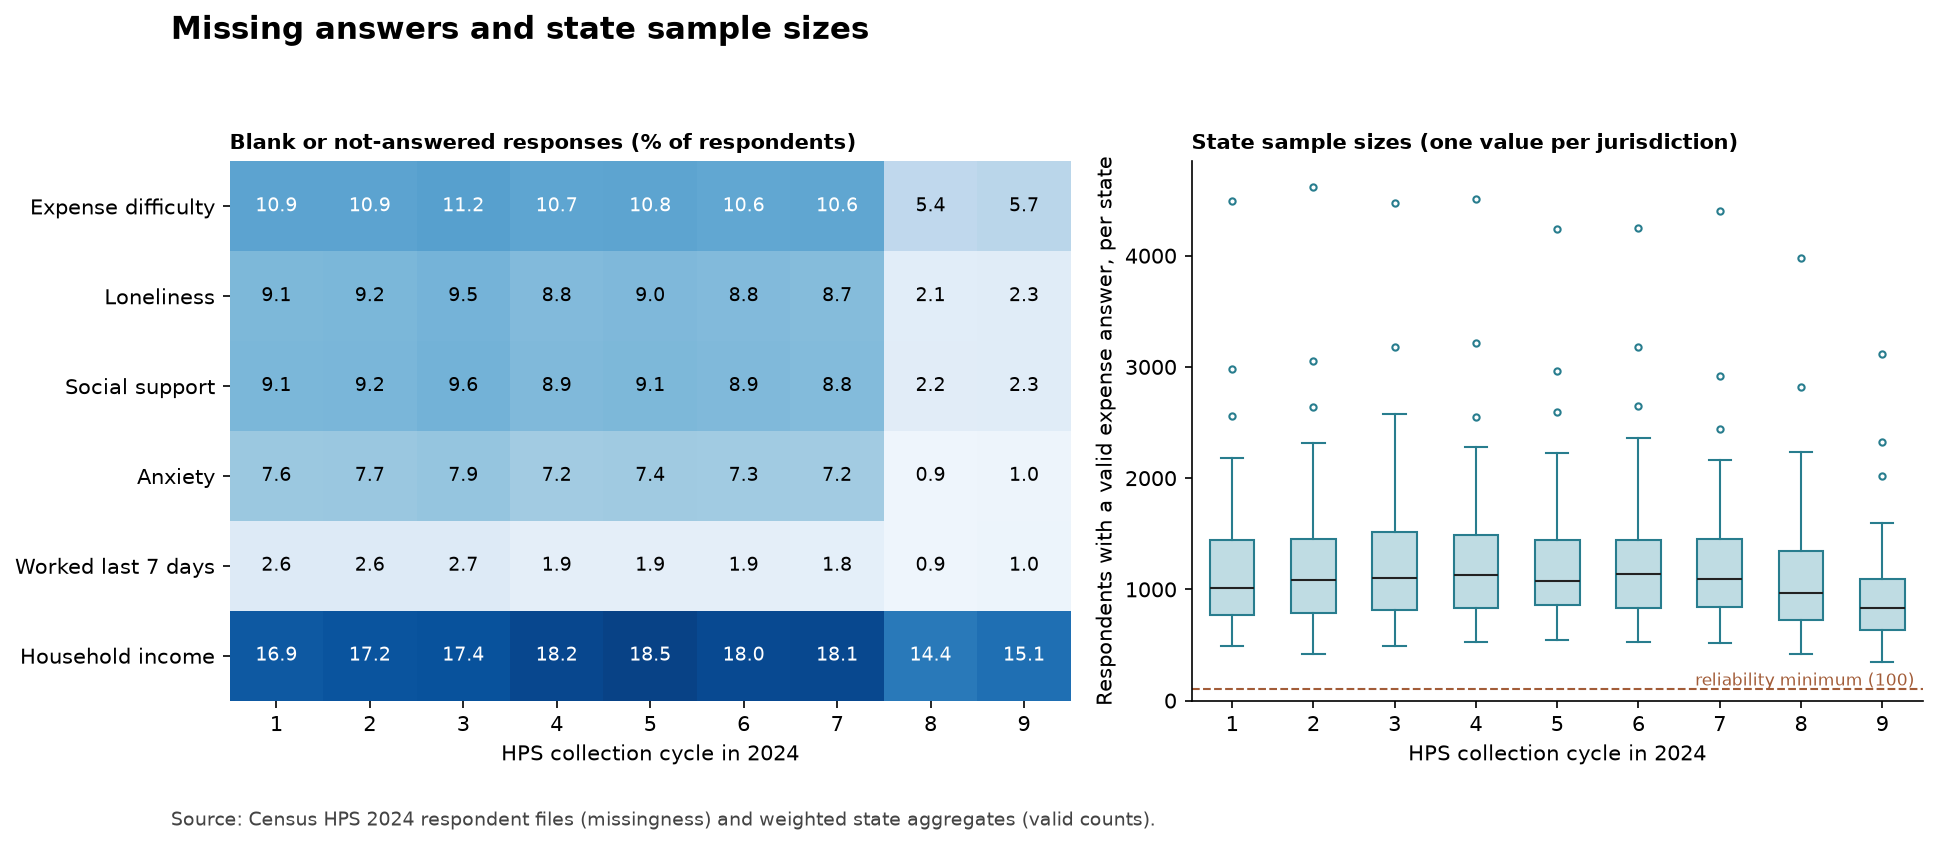 Missing answers and state sample sizes
Blank or not-answered responses (% of respondents)
Expense difficulty 10.9 10.9 11.2 10.7 10.8 10.6 10.6 5.4 5.7
Loneliness 9.1 9.2 9.5 8.8 9.0 8.8 8.7 2.1 2.3
Social support 9.1 9.2 9.6 8.9 9.1 8.9 8.8 2.2 2.3
Anxiety 7.6 7.7 7.9 7.2 7.4 7.3 7.2 0.9 1.0
Worked last 7 days 2.6 2.6 2.7 1.9 1.9 1.9 1.8 0.9 1.0
Household income 16.9 17.2 17.4 18.2 18.5 18.0 18.1 14.4 15.1
1 2 3 4 5 6 7 8 9
HPS collection cycle in 2024
State sample sizes (one value per jurisdiction)
Respondents with a valid expense answer, per state
4000
3000
2000
1000
0
reliability minimum (100)
1 2 3 4 5 6 7 8 9
HPS collection cycle in 2024
Source: Census HPS 2024 respondent files (missingness) and weighted state aggregates (valid counts).